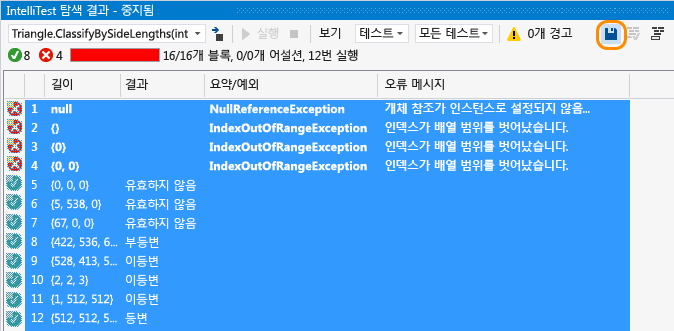 IntelliTest 탐색 결과 - 중지됨
Triangle.ClassifyBySideLengths(int 실행 보기 테스트 모든 테스트 0개 경고
8 4 16/16개 블록, 0/0개 어설션, 12번 실행
길이 결과 요약/예외 오류 메시지
1 null NullReferenceException 개체 참조가 인스턴스로 설정되지 않음...
2 {} IndexOutOfRangeException 인덱스가 배열 범위를 벗어났습니다.
3 {0} IndexOutOfRangeException 인덱스가 배열 범위를 벗어났습니다.
4 {0, 0} IndexOutOfRangeException 인덱스가 배열 범위를 벗어났습니다.
5 {0, 0, 0} 유효하지 않음
6 {5, 538, 0} 유효하지 않음
7 {67, 0, 0} 유효하지 않음
8 {422, 536, 6... 부등변
9 {528, 413, 5... 이등변
10 {2, 2, 3} 이등변
11 {1, 512, 512} 이등변
12 {512, 512, 5... 등변